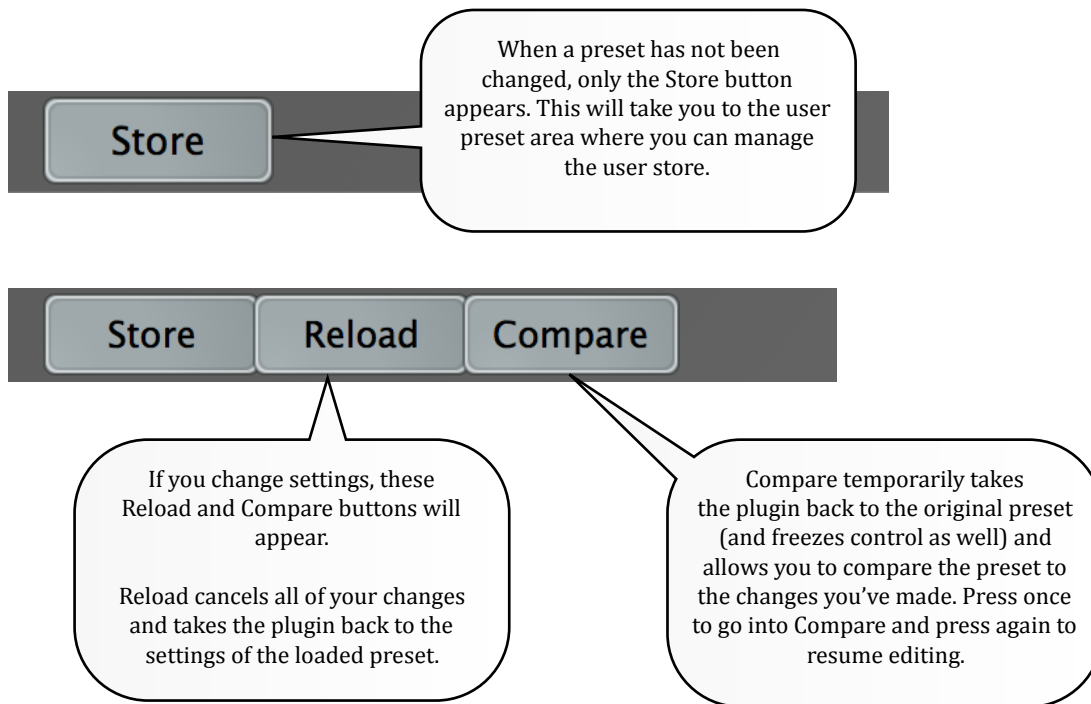 When a preset has not been
changed, only the Store button
appears. This will take you to the user
preset area where you can manage
the user store.
Store
Store
Reload
Compare
If you change settings, these
Reload and Compare buttons will
appear.
Reload cancels all of your changes
and takes the plugin back to the
settings of the loaded preset.
Compare temporarily takes
the plugin back to the original preset
(and freezes control as well) and
allows you to compare the preset to
the changes you’ve made. Press once
to go into Compare and press again to
resume editing.